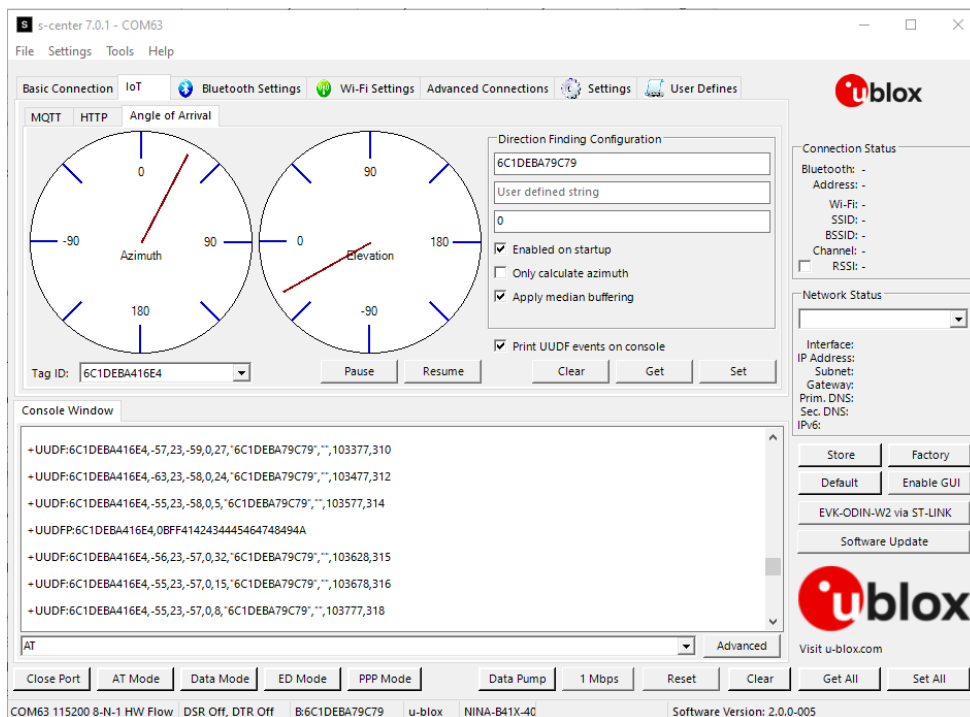 s-center 7.0.1 - COM63
File Settings Tools Help
Basic Connection IoT Bluetooth Settings Wi-Fi Settings Advanced Connections Settings User Defines
MQTT HTTP Angle of Arrival
0
-90 90
Azimuth
180
90
0 180
Elevation
-90
Direction Finding Configuration
6C1DEBA79C79
User defined string
0
Enabled on startup
Only calculate azimuth
Apply median buffering
Print UUDF events on console
Tag ID: 6C1DEBA416E4 Pause Resume Clear Get Set
Console Window
+UUDF:6C1DEBA416E4,-57,23,-59,0,27,"6C1DEBA79C79","",103377,310
+UUDF:6C1DEBA416E4,-63,23,-58,0,24,"6C1DEBA79C79","",103477,312
+UUDF:6C1DEBA416E4,-55,23,-58,0,5,"6C1DEBA79C79","",103577,314
+UUDFP:6C1DEBA416E4,0BFF4142434445464748494A
+UUDF:6C1DEBA416E4,-56,23,-57,0,32,"6C1DEBA79C79","",103628,315
+UUDF:6C1DEBA416E4,-55,23,-57,0,15,"6C1DEBA79C79","",103678,316
+UUDF:6C1DEBA416E4,-55,23,-57,0,8,"6C1DEBA79C79","",103777,318
AT Advanced
ublox
Connection Status
Bluetooth: -
Address: -
Wi-Fi: -
SSID: -
BSSID: -
Channel: -
RSSI: -
Network Status
Interface:
IP Address:
Subnet:
Gateway:
Prim. DNS:
Sec. DNS:
IPv6:
Store Factory
Default Enable GUI
EVK-ODIN-W2 via ST-LINK
Software Update
ublox
Visit u-blox.com
Close Port AT Mode Data Mode ED Mode PPP Mode Data Pump 1 Mbps Reset Clear Get All Set All
COM63 115200 8-N-1 HW Flow DSR Off, DTR Off B:6C1DEBA79C79 u-blox NINA-B41X-40 Software Version: 2.0.0-005